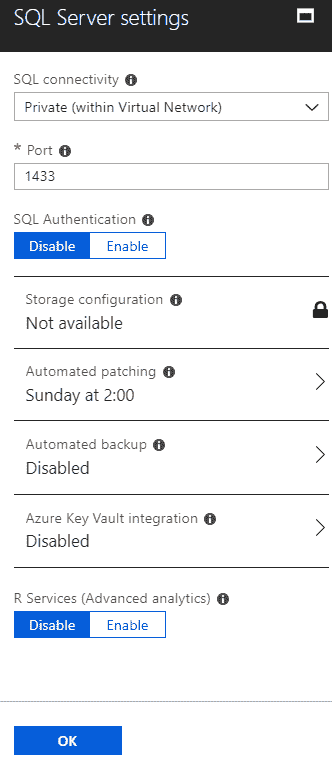 SQL Server settings
SQL connectivity
Private (within Virtual Network)
* Port
1433
SQL Authentication
Disable Enable
Storage configuration
Not available
Automated patching
Sunday at 2:00
Automated backup
Disabled
Azure Key Vault integration
Disabled
R Services (Advanced analytics)
Disable Enable
OK